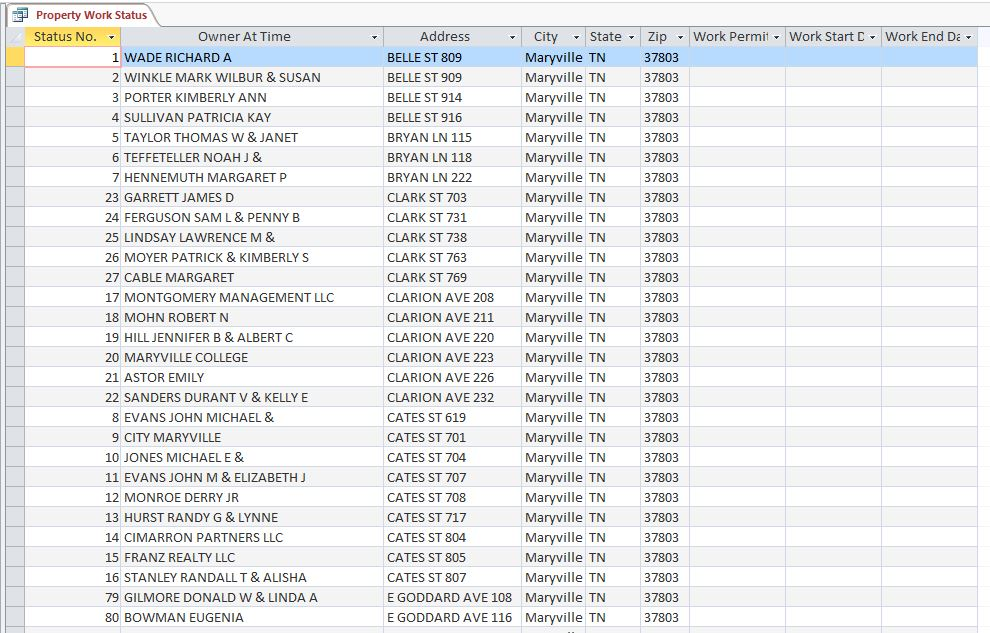 Property Work Status
Status No. Owner At Time Address City State Zip Work Permit Work Start D Work End Da
1 WADE RICHARD A BELLE ST 809 Maryville TN 37803
2 WINKLE MARK WILBUR & SUSAN BELLE ST 909 Maryville TN 37803
3 PORTER KIMBERLY ANN BELLE ST 914 Maryville TN 37803
4 SULLIVAN PATRICIA KAY BELLE ST 916 Maryville TN 37803
5 TAYLOR THOMAS W & JANET BRYAN LN 115 Maryville TN 37803
6 TEFFETELLER NOAH J & BRYAN LN 118 Maryville TN 37803
7 HENNEMUTH MARGARET P BRYAN LN 222 Maryville TN 37803
23 GARRETT JAMES D CLARK ST 703 Maryville TN 37803
24 FERGUSON SAM L & PENNY B CLARK ST 731 Maryville TN 37803
25 LINDSAY LAWRENCE M & CLARK ST 738 Maryville TN 37803
26 MOYER PATRICK & KIMBERLY S CLARK ST 763 Maryville TN 37803
27 CABLE MARGARET CLARK ST 769 Maryville TN 37803
17 MONTGOMERY MANAGEMENT LLC CLARION AVE 208 Maryville TN 37803
18 MOHN ROBERT N CLARION AVE 211 Maryville TN 37803
19 HILL JENNIFER B & ALBERT C CLARION AVE 220 Maryville TN 37803
20 MARYVILLE COLLEGE CLARION AVE 223 Maryville TN 37803
21 ASTOR EMILY CLARION AVE 226 Maryville TN 37803
22 SANDERS DURANT V & KELLY E CLARION AVE 232 Maryville TN 37803
8 EVANS JOHN MICHAEL & CATES ST 619 Maryville TN 37803
9 CITY MARYVILLE CATES ST 701 Maryville TN 37803
10 JONES MICHAEL E & CATES ST 704 Maryville TN 37803
11 EVANS JOHN M & ELIZABETH J CATES ST 707 Maryville TN 37803
12 MONROE DERRY JR CATES ST 708 Maryville TN 37803
13 HURST RANDY G & LYNNE CATES ST 717 Maryville TN 37803
14 CIMARRON PARTNERS LLC CATES ST 804 Maryville TN 37803
15 FRANZ REALTY LLC CATES ST 805 Maryville TN 37803
16 STANLEY RANDALL T & ALISHA CATES ST 807 Maryville TN 37803
79 GILMORE DONALD W & LINDA A E GODDARD AVE 108 Maryville TN 37803
80 BOWMAN EUGENIA E GODDARD AVE 116 Maryville TN 37803